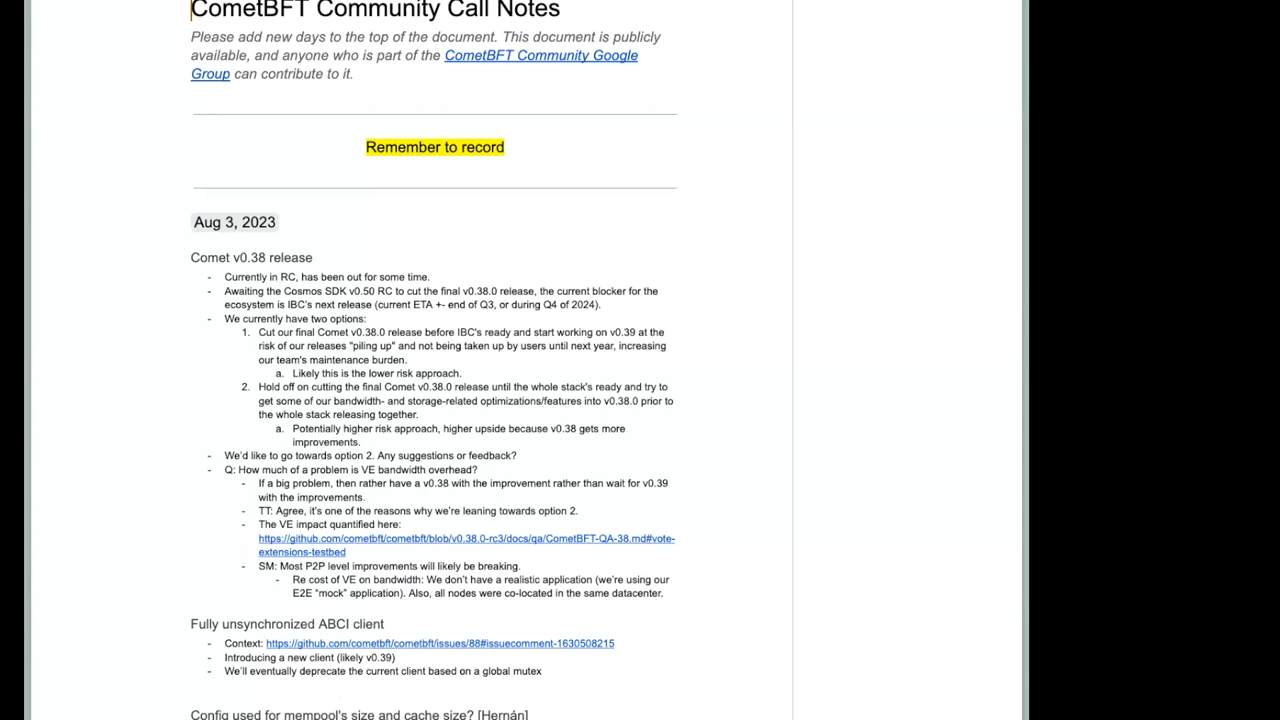 CometBFT Community Call Notes
Please add new days to the top of the document. This document is publicly
available, and anyone who is part of the CometBFT Community Google
Group can contribute to it.
Remember to record
Aug 3, 2023
Comet v0.38 release
- Currently in RC, has been out for some time.
- Awaiting the Cosmos SDK v0.50 RC to cut the final v0.38.0 release, the current blocker for the
ecosystem is IBC's next release (current ETA +- end of Q3, or during Q4 of 2024).
- We currently have two options:
1. Cut our final Comet v0.38.0 release before IBC's ready and start working on v0.39 at the
risk of our releases "piling up" and not being taken up by users until next year, increasing
our team's maintenance burden.
a. Likely this is the lower risk approach.
2. Hold off on cutting the final Comet v0.38.0 release until the whole stack's ready and try to
get some of our bandwidth- and storage-related optimizations/features into v0.38.0 prior to
the whole stack releasing together.
a. Potentially higher risk approach, higher upside because v0.38 gets more
improvements.
- We'd like to go towards option 2. Any suggestions or feedback?
- Q: How much of a problem is VE bandwidth overhead?
- If a big problem, then rather have a v0.38 with the improvement rather than wait for v0.39
with the improvements.
- TT: Agree, it's one of the reasons why we're leaning towards option 2.
- The VE impact quantified here:
https://github.com/cometbft/cometbft/blob/v0.38.0-rc3/docs/qa/CometBFT-QA-38.md#vote-
extensions-testbed
- SM: Most P2P level improvements will likely be breaking.
- Re cost of VE on bandwidth: We don't have a realistic application (we're using our
E2E "mock" application). Also, all nodes were co-located in the same datacenter.
Fully unsynchronized ABCI client
- Context: https://github.com/cometbft/cometbft/issues/88#issuecomment-1630508215
- Introducing a new client (likely v0.39)
- We'll eventually deprecate the current client based on a global mutex
Config used for mempool's size and cache size? [Hernán]